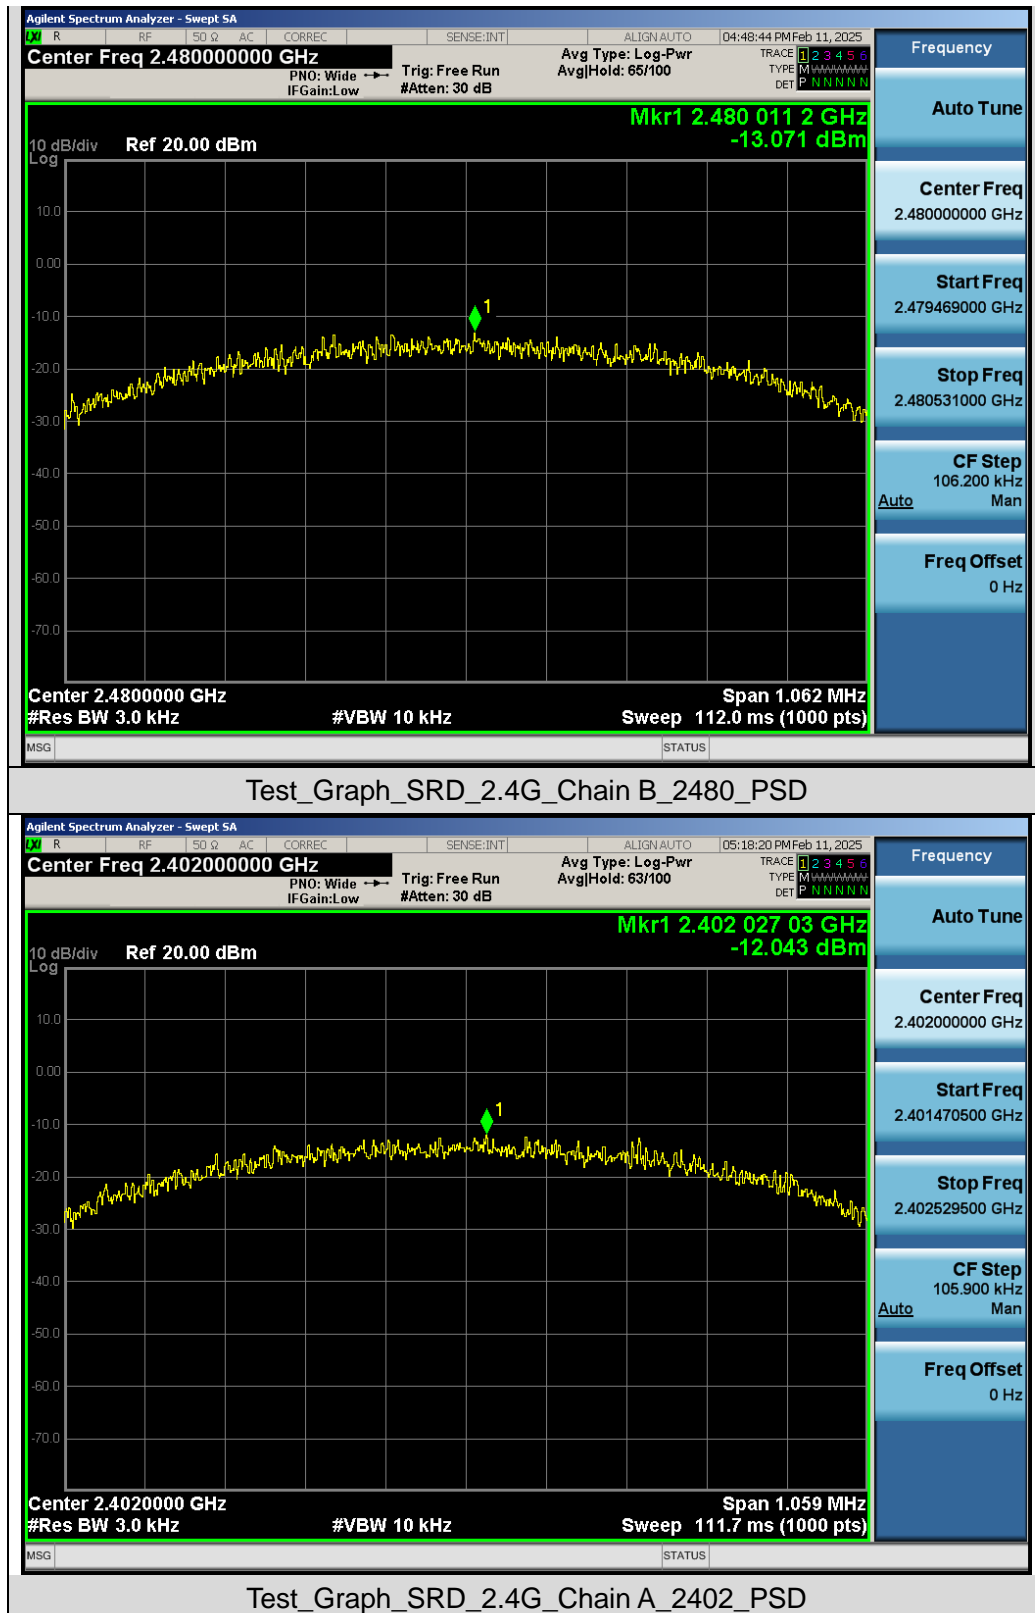 Agilent Spectrum Analyzer - Swept SA
LXI R RF 50 Ω AC CORREC SENSE:INT ALIGN AUTO 04:48:44 PM Feb 11, 2025
Center Freq 2.480000000 GHz
PNO: Wide
IFGain:Low
Trig: Free Run
#Atten: 30 dB
Avg Type: Log-Pwr
Avg|Hold: 65/100
TRACE 1 2 3 4 5 6
TYPE M WWWWW
DET P N N N N N
Mkr1 2.480 011 2 GHz
-13.071 dBm
10 dB/div Ref 20.00 dBm
Log
10.0
0.00
-10.0
-20.0
-30.0
-40.0
-50.0
-60.0
-70.0
1
Center 2.4800000 GHz Span 1.062 MHz
#Res BW 3.0 kHz #VBW 10 kHz Sweep 112.0 ms (1000 pts)
MSG STATUS
Frequency
Auto Tune
Center Freq
2.480000000 GHz
Start Freq
2.479469000 GHz
Stop Freq
2.480531000 GHz
CF Step
106.200 kHz
Auto Man
Freq Offset
0 Hz
Test_Graph_SRD_2.4G_Chain B_2480_PSD
Agilent Spectrum Analyzer - Swept SA
LXI R RF 50 Ω AC CORREC SENSE:INT ALIGN AUTO 05:18:20 PM Feb 11, 2025
Center Freq 2.402000000 GHz
PNO: Wide
IFGain:Low
Trig: Free Run
#Atten: 30 dB
Avg Type: Log-Pwr
Avg|Hold: 63/100
TRACE 1 2 3 4 5 6
TYPE M WWWWW
DET P N N N N N
Mkr1 2.402 027 03 GHz
-12.043 dBm
10 dB/div Ref 20.00 dBm
Log
10.0
0.00
-10.0
-20.0
-30.0
-40.0
-50.0
-60.0
-70.0
1
Center 2.4020000 GHz Span 1.059 MHz
#Res BW 3.0 kHz #VBW 10 kHz Sweep 111.7 ms (1000 pts)
MSG STATUS
Frequency
Auto Tune
Center Freq
2.402000000 GHz
Start Freq
2.401470500 GHz
Stop Freq
2.402529500 GHz
CF Step
105.900 kHz
Auto Man
Freq Offset
0 Hz
Test_Graph_SRD_2.4G_Chain A_2402_PSD